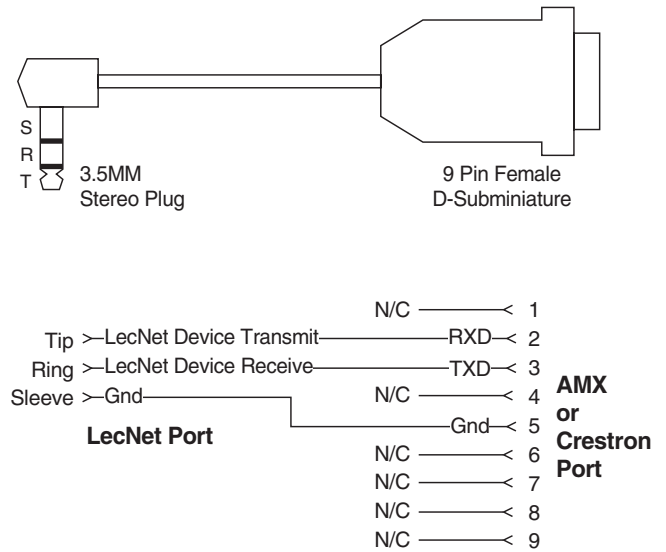 S
R
T
3.5MM
Stereo Plug
9 Pin Female
D-Subminiature
N/C 1
Tip LecNet Device Transmit RXD 2
Ring LecNet Device Receive TXD 3
N/C 4
Sleeve Gnd
Gnd 5
N/C 6
N/C 7
N/C 8
N/C 9
LecNet Port
AMX
or
Crestron
Port